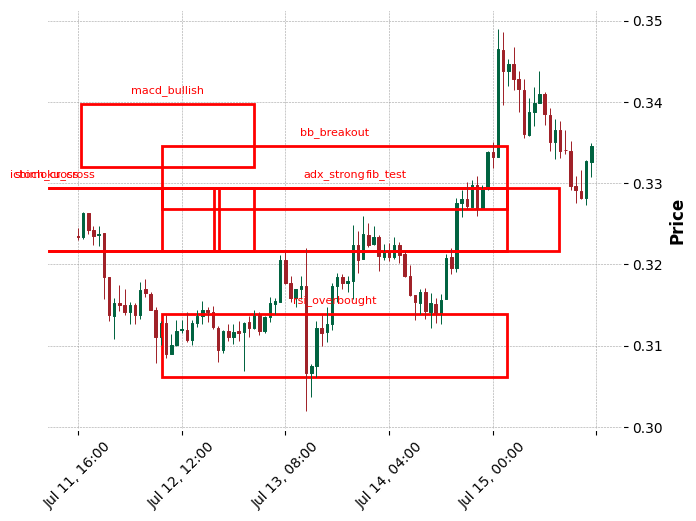 0.35
0.34
macd_bullish
bb_breakout
stoch_cross
adx_strong
fib_test
0.33
Price
0.32
rsi_overbought
0.31
0.30
Jul 11, 16:00
Jul 12, 12:00
Jul 13, 08:00
Jul 14, 04:00
Jul 15, 00:00